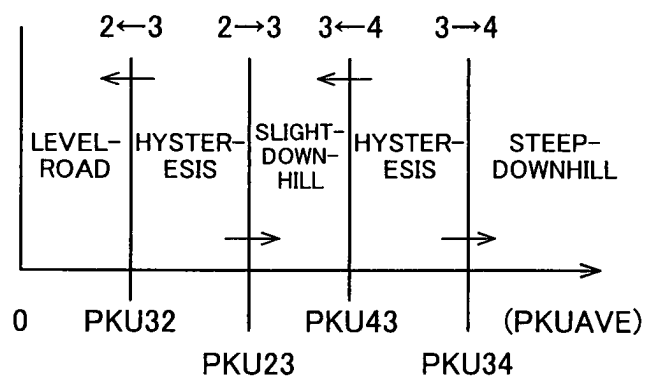 2←3 2→3 3←4 3→4
LEVEL-
ROAD
HYSTER-
ESIS
SLIGHT-
DOWN-
HILL
HYSTER-
ESIS
STEEP-
DOWNHILL
0 PKU32 PKU43 (PKUAVE)
PKU23 PKU34